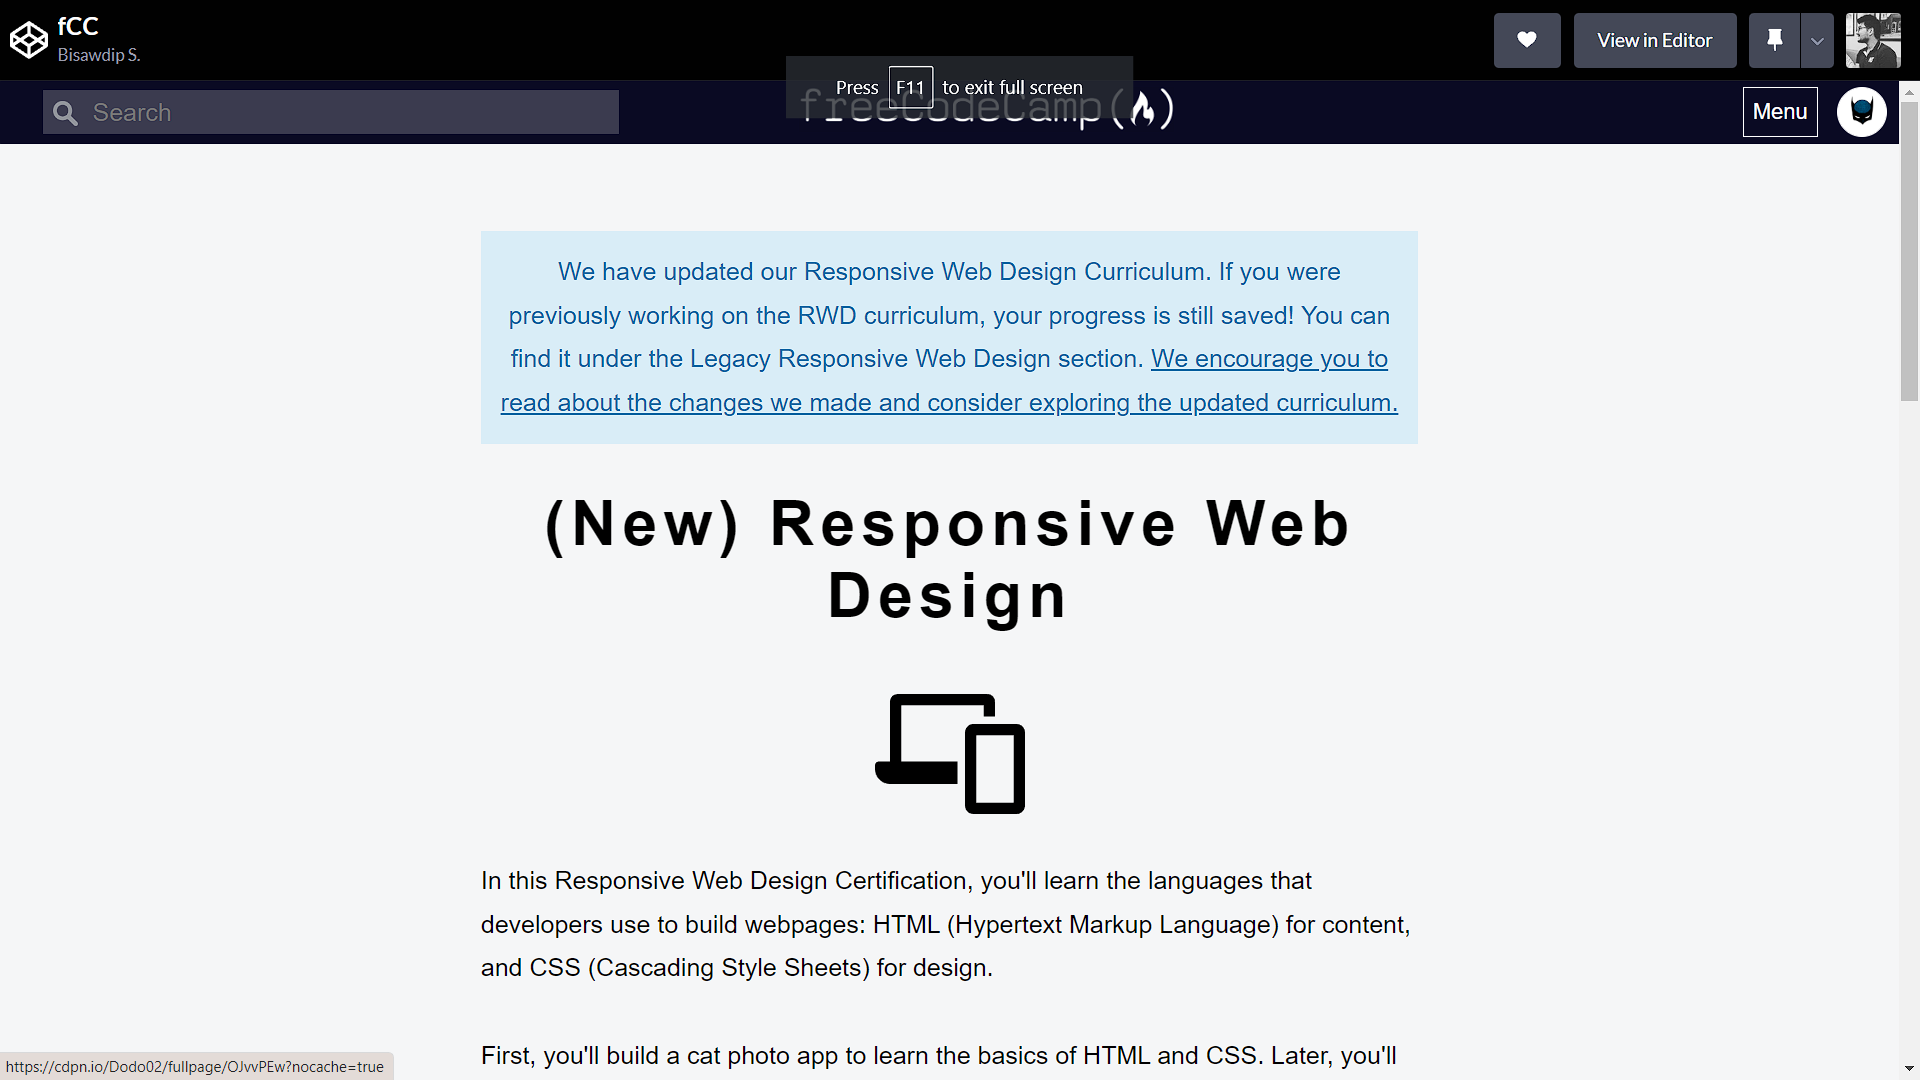 fCC
Bisawdip S.
View in Editor
Press F11 to exit full screen
Search
freeCodeCamp(🔥)
Menu
We have updated our Responsive Web Design Curriculum. If you were
previously working on the RWD curriculum, your progress is still saved! You can
find it under the Legacy Responsive Web Design section. We encourage you to
read about the changes we made and consider exploring the updated curriculum.
(New) Responsive Web
Design
In this Responsive Web Design Certification, you'll learn the languages that
developers use to build webpages: HTML (Hypertext Markup Language) for content,
and CSS (Cascading Style Sheets) for design.
First, you'll build a cat photo app to learn the basics of HTML and CSS. Later, you'll
https://cdpn.io/Dodo02/fullpage/OJvvPEw?nocache=true